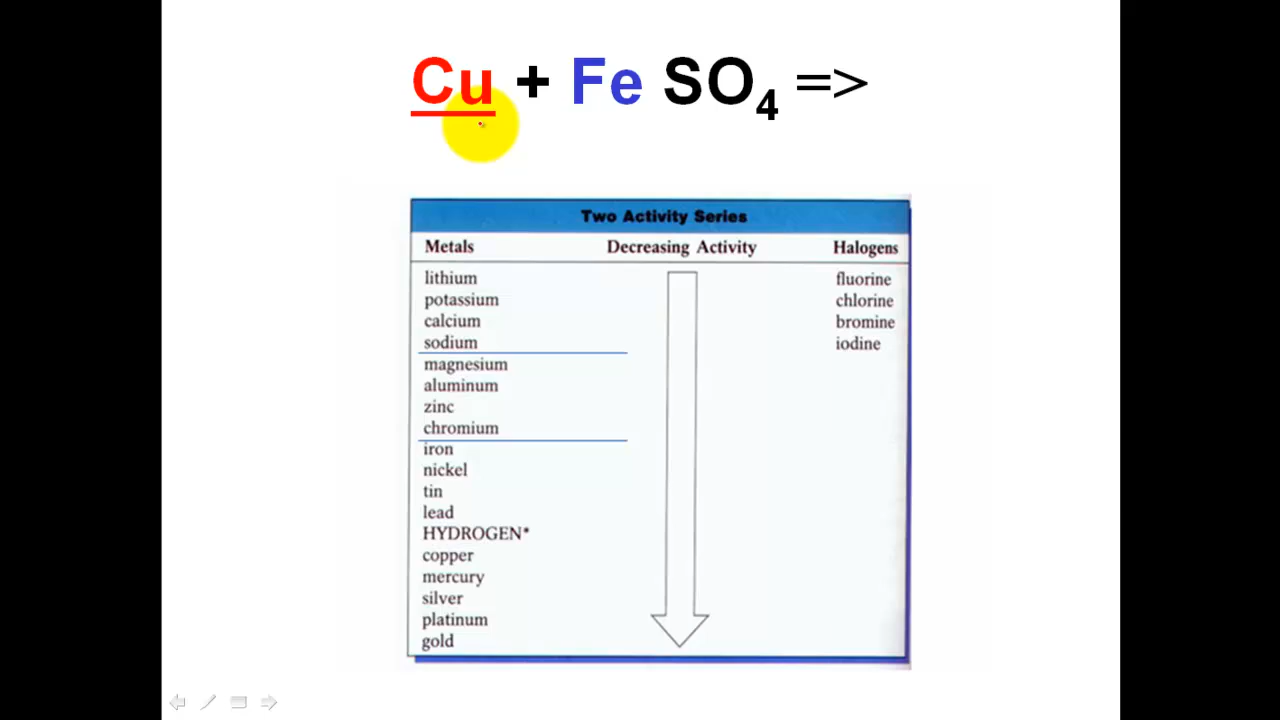 Cu + Fe SO₄ =>
Two Activity Series
Metals Decreasing Activity Halogens
lithium fluorine
potassium chlorine
calcium bromine
sodium iodine
magnesium
aluminum
zinc
chromium
iron
nickel
tin
lead
HYDROGEN*
copper
mercury
silver
platinum
gold